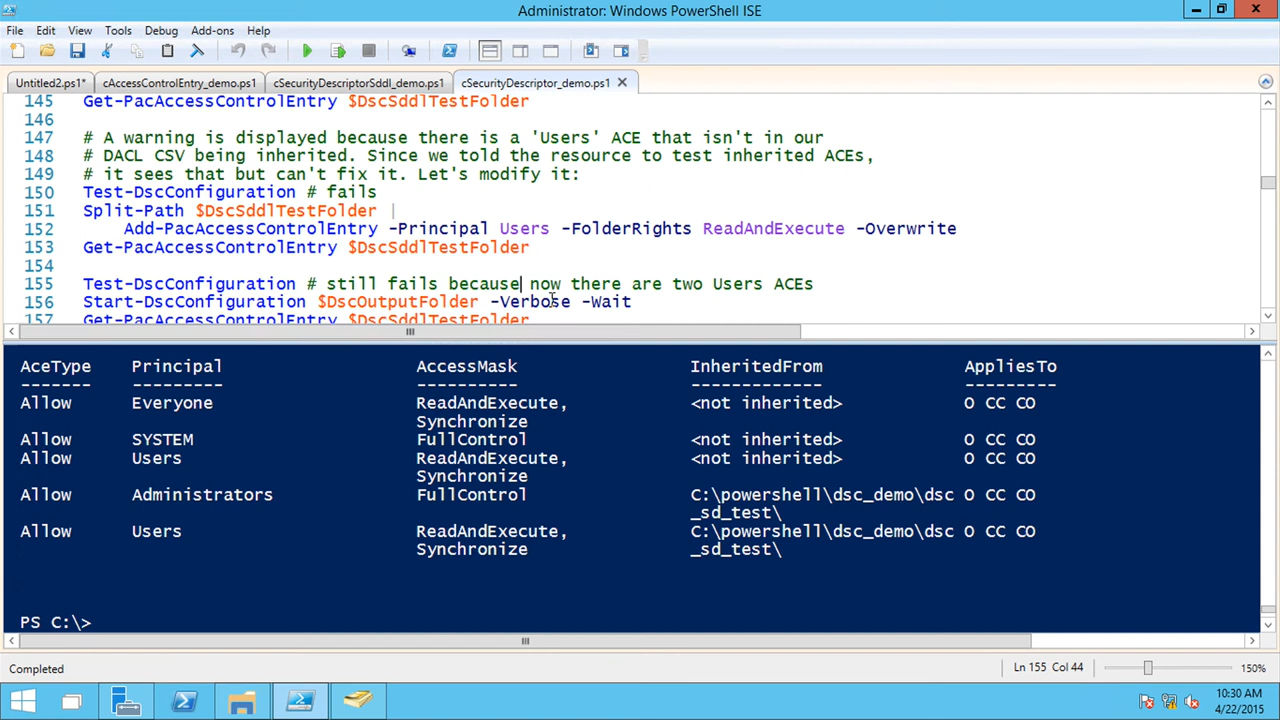 Administrator: Windows PowerShell ISE
File Edit View Tools Debug Add-ons Help
Untitled2.ps1* cAccessControlEntry_demo.ps1 cSecurityDescriptorSddl_demo.ps1 cSecurityDescriptor_demo.ps1
145 Get-PacAccessControlEntry $DscSddlTestFolder
146
147 # A warning is displayed because there is a 'Users' ACE that isn't in our
148 # DACL CSV being inherited. Since we told the resource to test inherited ACEs,
149 # it sees that but can't fix it. Let's modify it:
150 Test-DscConfiguration # fails
151 Split-Path $DscSddlTestFolder |
152 Add-PacAccessControlEntry -Principal Users -FolderRights ReadAndExecute -Overwrite
153 Get-PacAccessControlEntry $DscSddlTestFolder
154
155 Test-DscConfiguration # still fails because now there are two Users ACEs
156 Start-DscConfiguration $DscOutputFolder -Verbose -Wait
157 Get-PacAccessControlEntry $DscSddlTestFolder
AceType Principal AccessMask InheritedFrom AppliesTo
------- --------- ---------- ------------- ---------
Allow Everyone ReadAndExecute, <not inherited> O CC CO
Synchronize
Allow SYSTEM FullControl <not inherited> O CC CO
Allow Users ReadAndExecute, <not inherited> O CC CO
Synchronize
Allow Administrators FullControl C:\powershell\dsc_demo\dsc O CC CO
_sd_test\
Allow Users ReadAndExecute, C:\powershell\dsc_demo\dsc O CC CO
Synchronize _sd_test\
PS C:\>
Completed Ln 155 Col 44 150%
10:30 AM
4/22/2015